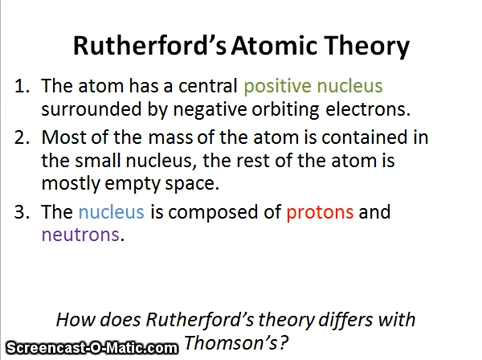 Rutherford's Atomic Theory
1. The atom has a central positive nucleus
surrounded by negative orbiting electrons.
2. Most of the mass of the atom is contained in
the small nucleus, the rest of the atom is
mostly empty space.
3. The nucleus is composed of protons and
neutrons.
How does Rutherford's theory differs with
Thomson's?
Screencast-O-Matic.com